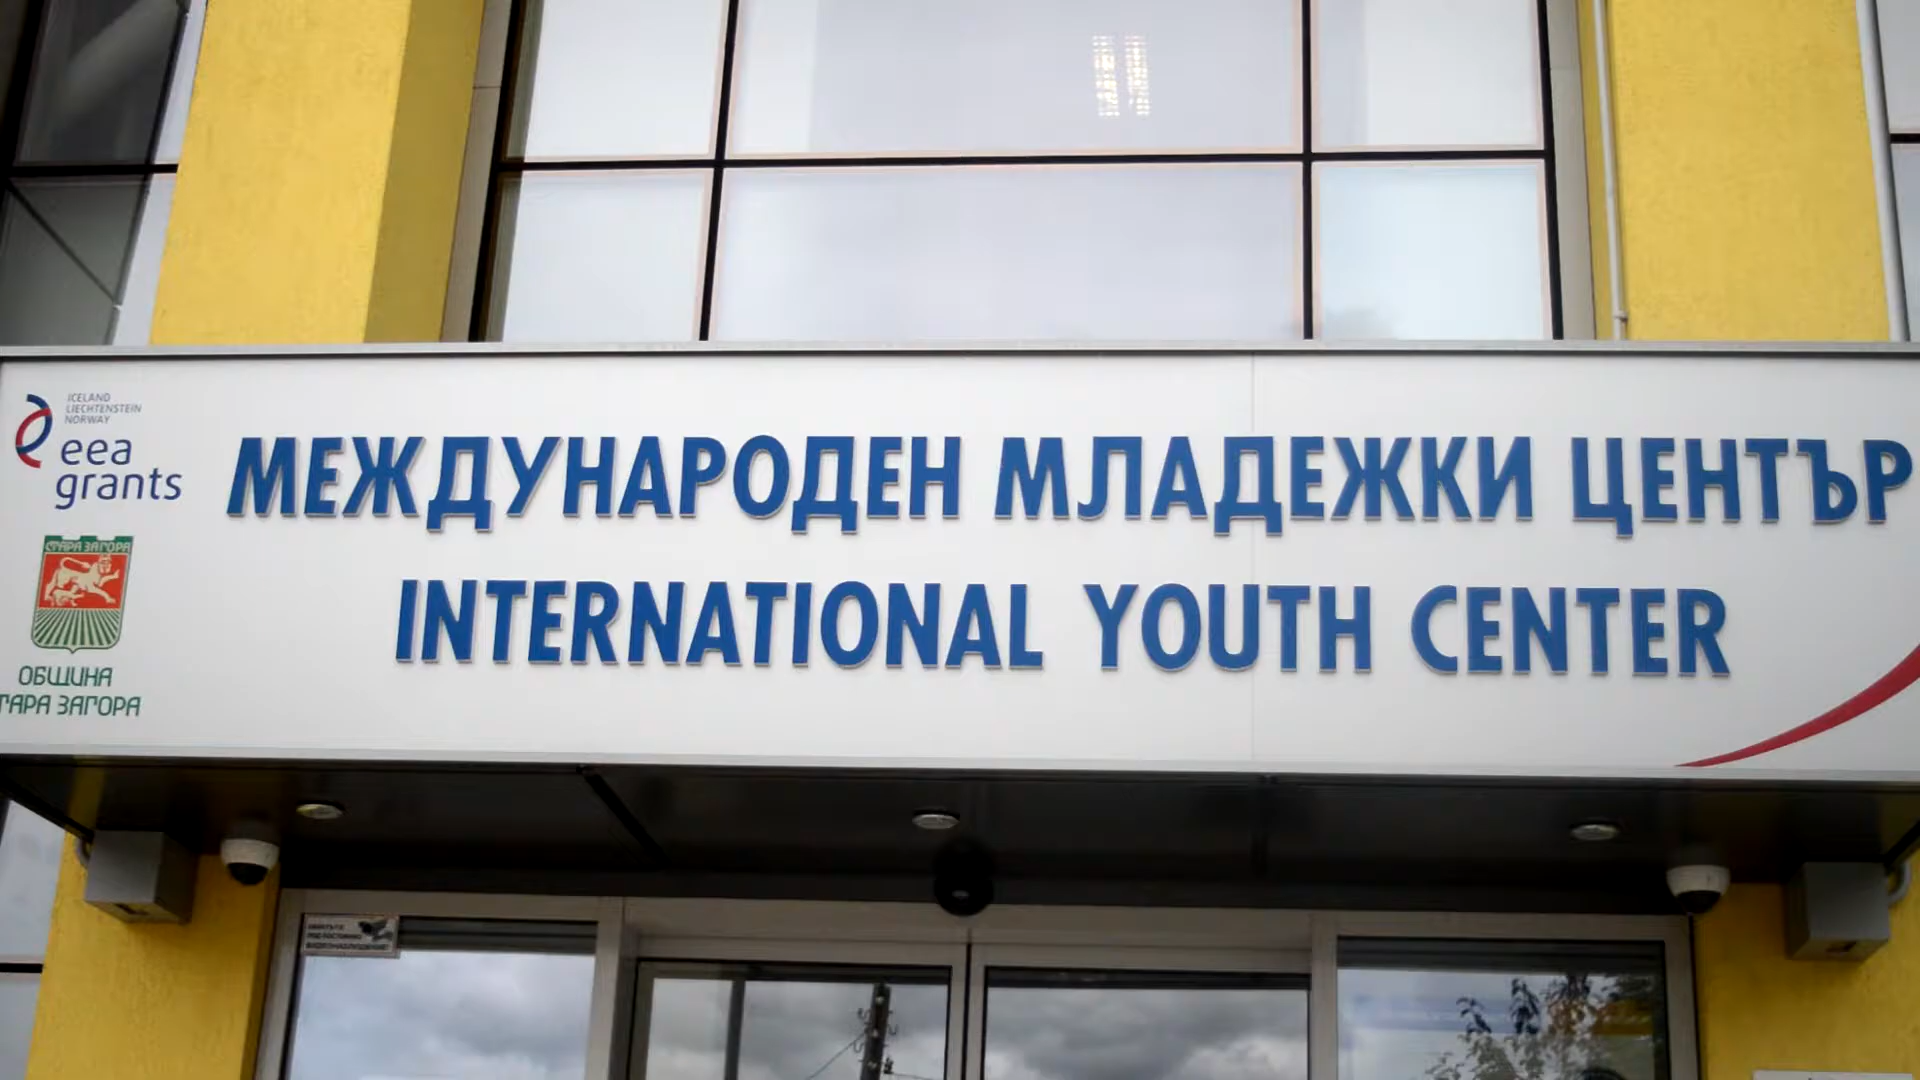 ICELAND
LIECHTENSTEIN
NORWAY
eea
grants
МЕЖДУНАРОДЕН МЛАДЕЖКИ ЦЕНТЪР
INTERNATIONAL YOUTH CENTER
СТАРА ЗАГОРА
ОБЩИНА
ТАРА ЗАГОРА